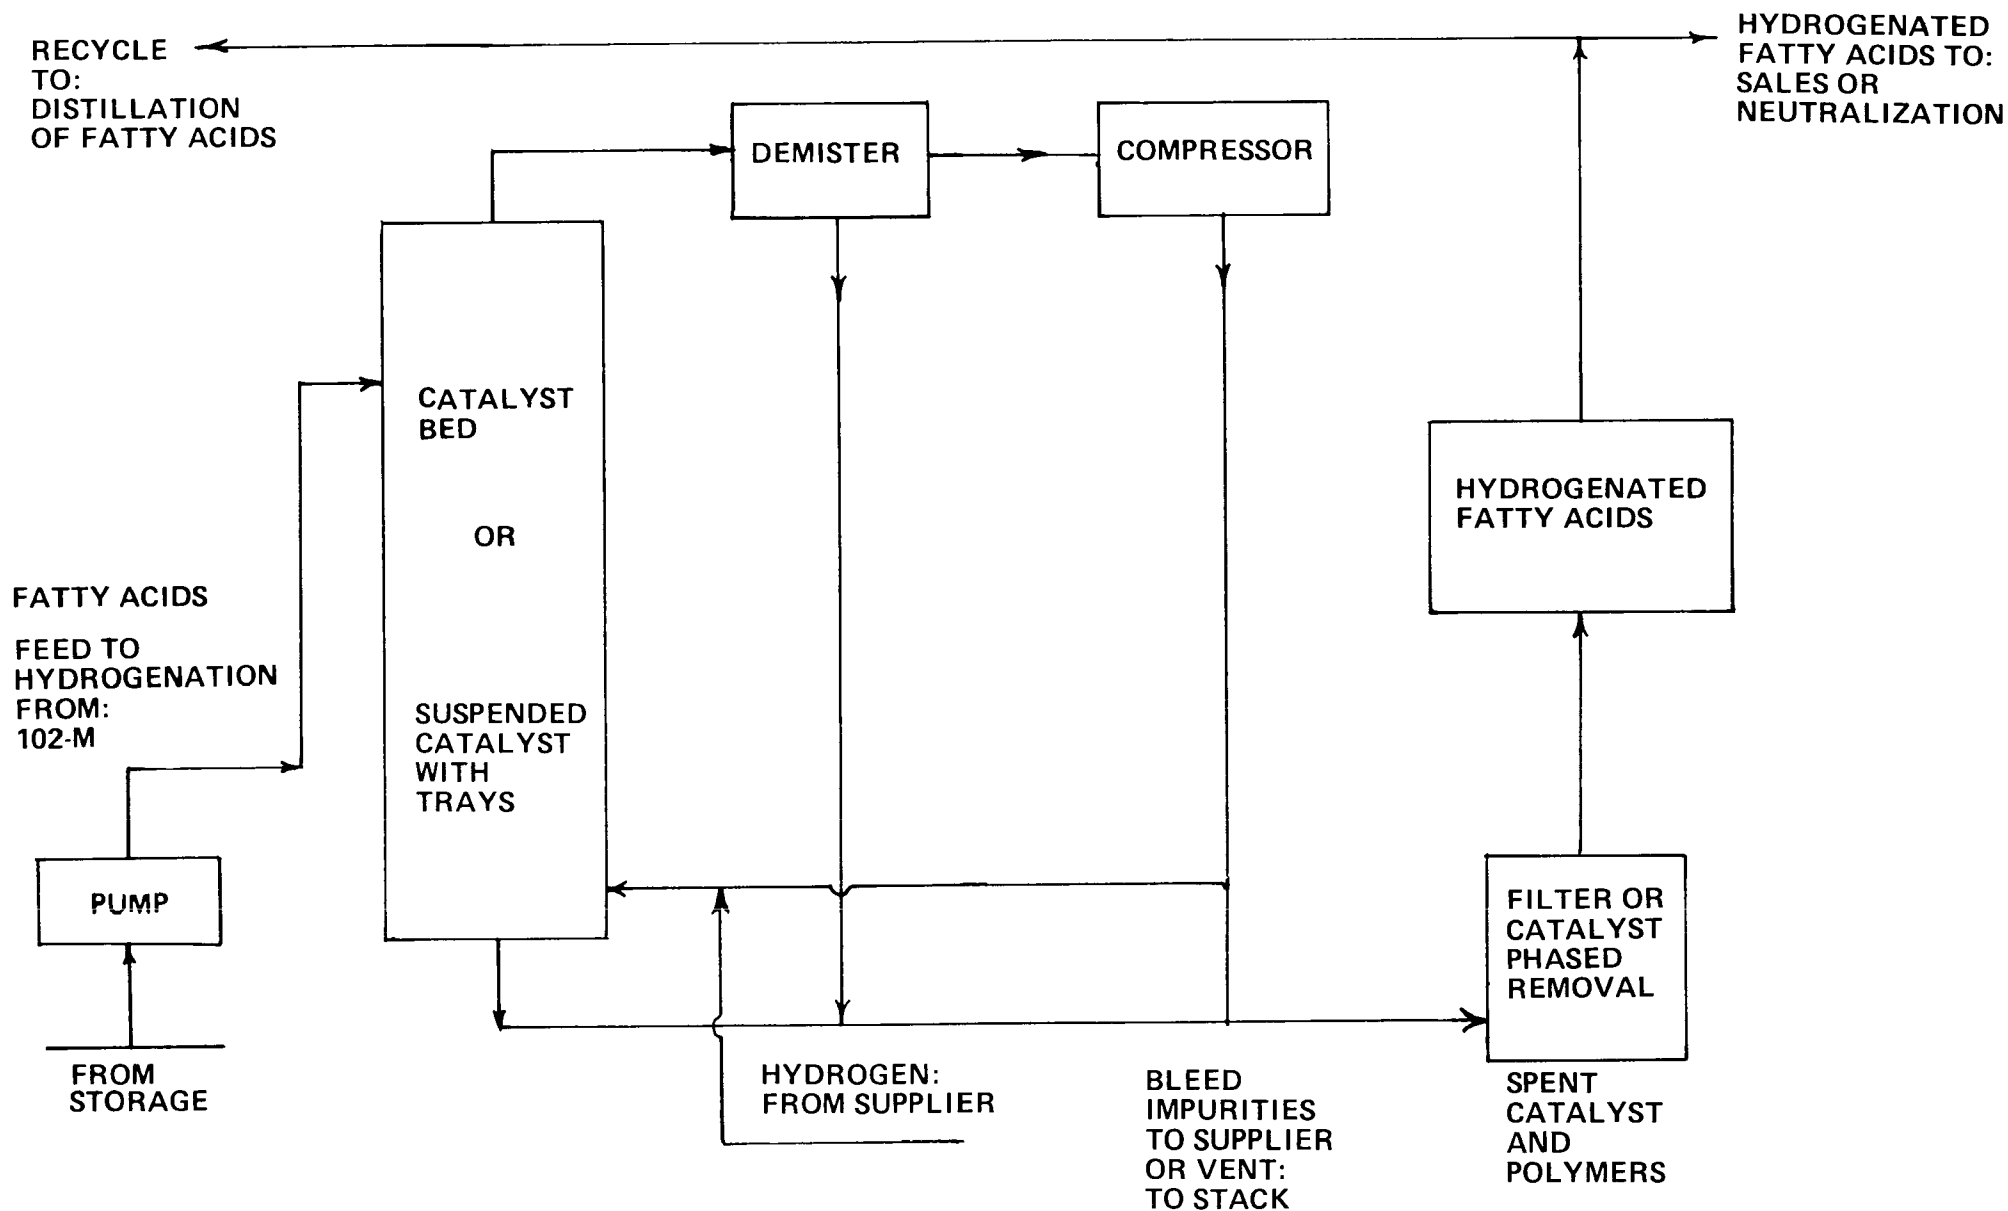 RECYCLE
TO:
DISTILLATION
OF FATTY ACIDS
HYDROGENATED
FATTY ACIDS TO:
SALES OR
NEUTRALIZATION
DEMISTER
COMPRESSOR
CATALYST
BED
OR
SUSPENDED
CATALYST
WITH
TRAYS
HYDROGENATED
FATTY ACIDS
FATTY ACIDS
FEED TO
HYDROGENATION
FROM:
102-M
PUMP
FROM
STORAGE
FILTER OR
CATALYST
PHASED
REMOVAL
HYDROGEN:
FROM SUPPLIER
BLEED
IMPURITIES
TO SUPPLIER
OR VENT:
TO STACK
SPENT
CATALYST
AND
POLYMERS